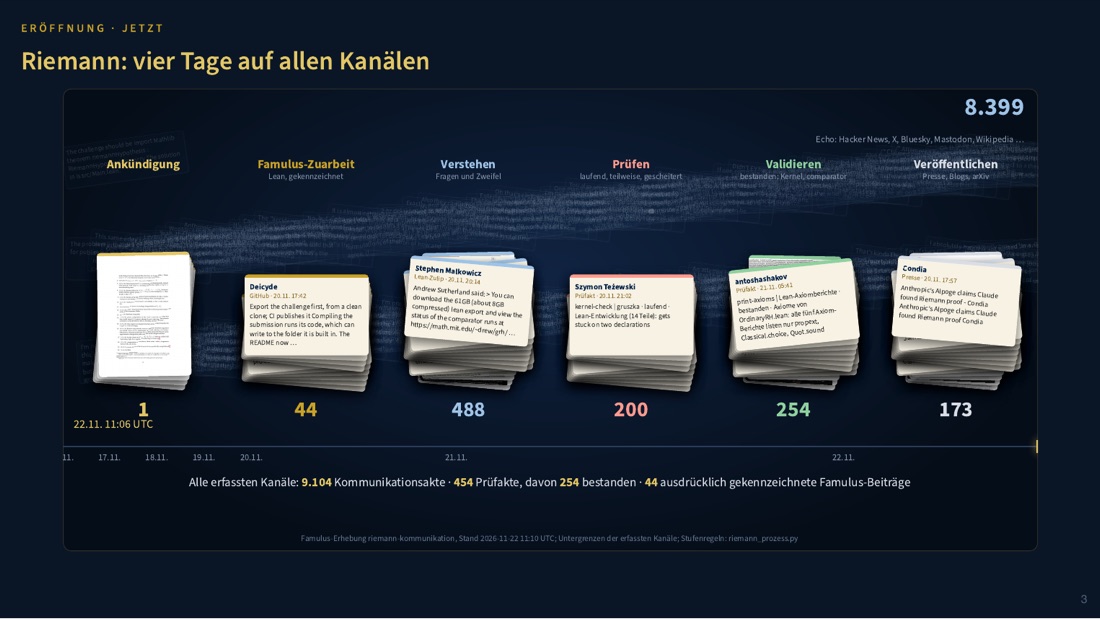 ERÖFFNUNG · JETZT
Riemann: vier Tage auf allen Kanälen
8.399
Echo: Hacker News, X, Bluesky, Mastodon, Wikipedia …
Ankündigung
Famulus-Zuarbeit
Lean, gekennzeichnet
Verstehen
Fragen und Zweifel
Prüfen
laufend, teilweise, gescheitert
Validieren
bestanden: Kernel, comparator
Veröffentlichen
Presse, Blogs, arXiv
Deicyde
GitHub · 20.11. 17:42
Export the challenge first, from a clean
clone; CI publishes it Compiling the
submission runs its code, which can
write to the folder it is built in. The
README now …
Stephen Malkowicz
Lean Zulip · 20.11. 20:14
Andrew Sutherland said: > You can
download the 61GB (about 8GB
compressed) lean export and view the
status of the comparator runs at
https://math.mit.edu/~drew/grh/ …
Szymon Teżewski
Prüfakt · 20.11. 21:02
kernel-check | gruszka · laufend ·
Lean-Entwicklung (14 Teile): gets
stuck on two declarations
antoshashakov
Prüfakt · 21.11. 05:41
print-axioms | Lean-Axiomberichte ·
bestanden · Axiome von
OrdinaryRH.lean: alle fünf Axiom-
Berichte listen nur propext,
Classical.choice, Quot.sound
Condia
Presse · 20.11. 17:57
Anthropic's Alpoge claims Claude
found Riemann proof - Condia
Anthropic's Alpoge claims Claude
found Riemann proof Condia
1
44
488
200
254
173
22.11. 11:06 UTC
11.
17.11.
18.11.
19.11.
20.11.
21.11.
22.11.
Alle erfassten Kanäle: 9.104 Kommunikationsakte · 454 Prüfakte, davon 254 bestanden · 44 ausdrücklich gekennzeichnete Famulus-Beiträge
Famulus-Erhebung riemann-kommunikation, Stand 2026-11-22 11:10 UTC; Untergrenzen der erfassten Kanäle; Stufenregeln: riemann_prozess.py
3